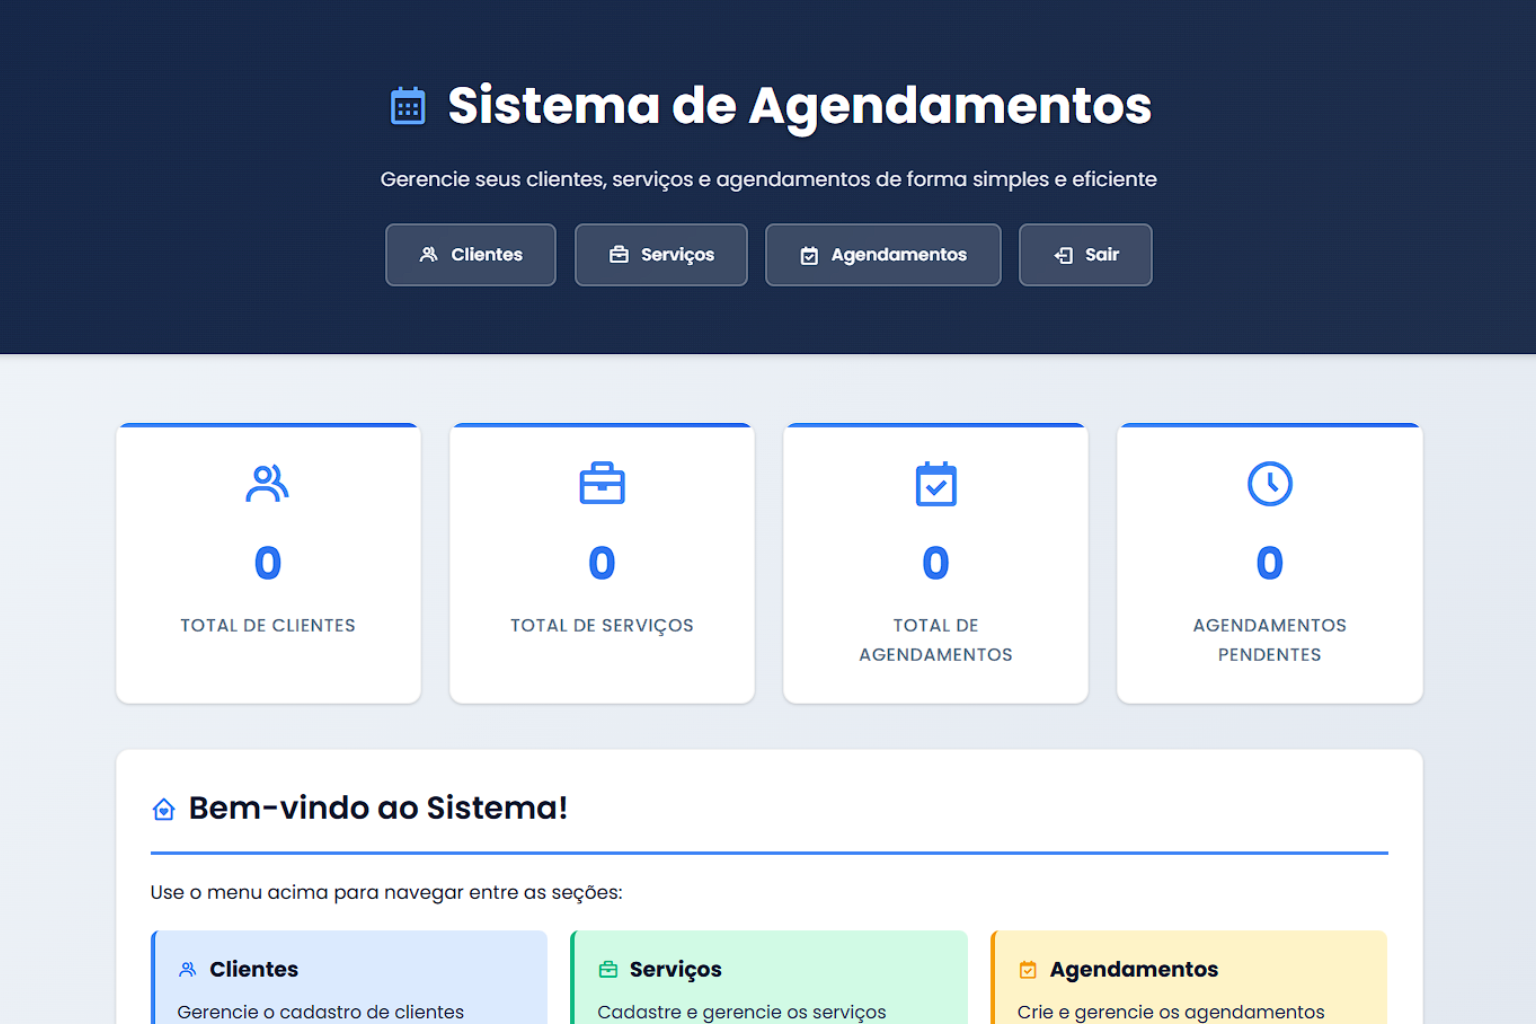 Sistema de Agendamentos
Gerencie seus clientes, serviços e agendamentos de forma simples e eficiente
Clientes
Serviços
Agendamentos
Sair
0
TOTAL DE CLIENTES
0
TOTAL DE SERVIÇOS
0
TOTAL DE
AGENDAMENTOS
0
AGENDAMENTOS
PENDENTES
Bem-vindo ao Sistema!
Use o menu acima para navegar entre as seções:
Clientes
Gerencie o cadastro de clientes
Serviços
Cadastre e gerencie os serviços
Agendamentos
Crie e gerencie os agendamentos